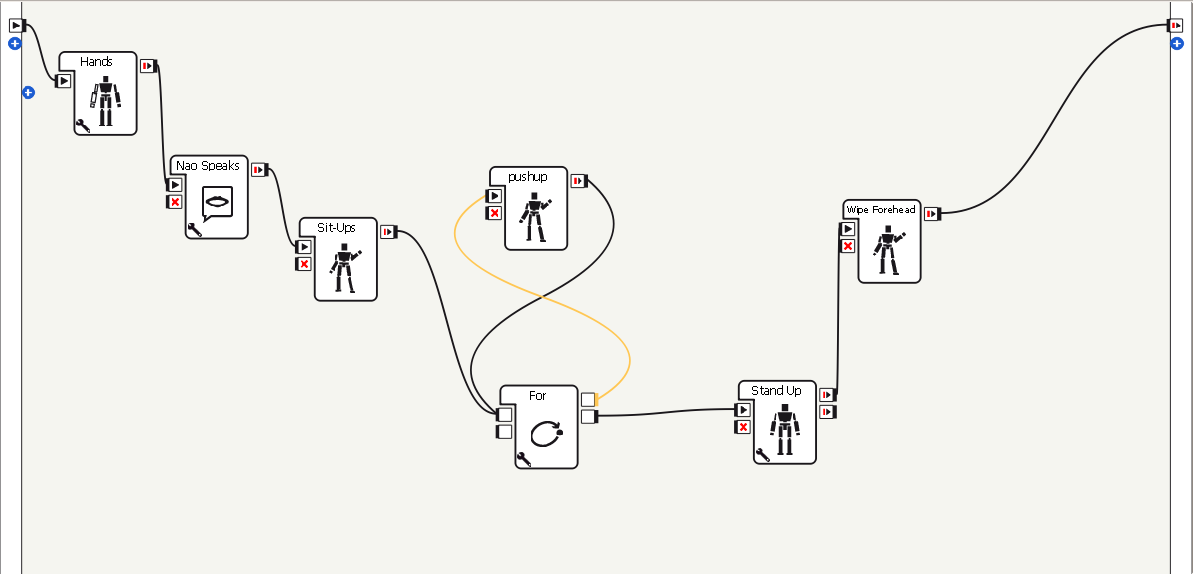 Hands
Nao Speaks
Sit-Ups
pushup
For
Stand Up
Wipe Forehead